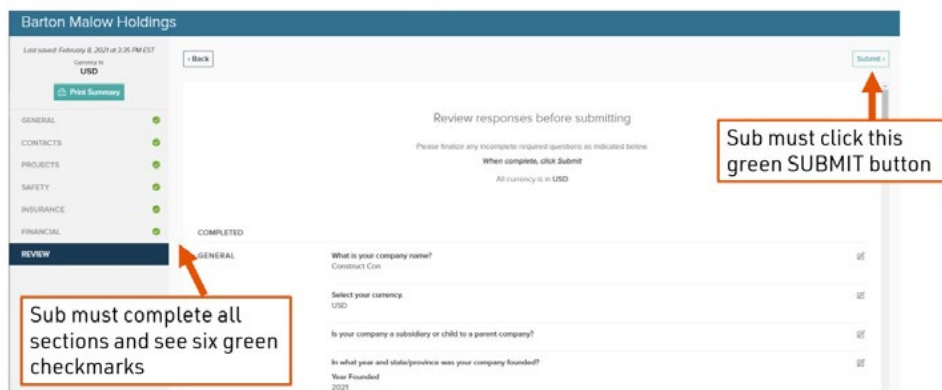 Barton Malow Holdings
Last saved: February 8, 2021 at 2:35 PM EST
Currency in
USD
Print Summary
‹ Back
Submit ›
GENERAL
CONTACTS
PROJECTS
SAFETY
INSURANCE
FINANCIAL
REVIEW
Review responses before submitting
Please finalize any incomplete required questions as indicated below.
When complete, click Submit
All currency is in USD
Sub must click this
green SUBMIT button
COMPLETED
GENERAL
What is your company name?
Construct Con
Select your currency.
USD
Is your company a subsidiary or child to a parent company?
In what year and state/province was your company founded?
Year Founded
2021
Sub must complete all
sections and see six green
checkmarks